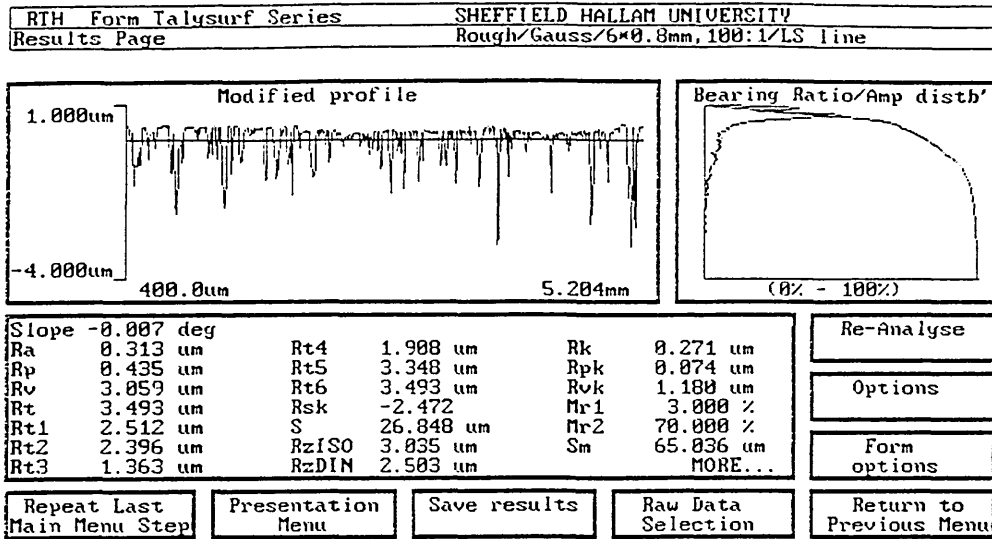 RTH Form Talysurf Series SHEFFIELD HALLAM UNIVERSITY
Results Page Rough/Gauss/6*0.8mm,100:1/LS line
Modified profile
1.000um
-4.000um
400.0um 5.204mm
Bearing Ratio/Amp distb'
(0% - 100%)
Slope -0.007 deg
Ra 0.313 um Rt4 1.908 um Rk 0.271 um
Rp 0.435 um Rt5 3.348 um Rpk 0.074 um
Rv 3.059 um Rt6 3.493 um Rvk 1.180 um
Rt 3.493 um Rsk -2.472 Mr1 3.000 %
Rt1 2.512 um S 26.848 um Mr2 70.000 %
Rt2 2.396 um RzISO 3.035 um Sm 65.036 um
Rt3 1.363 um RzDIN 2.503 um MORE...
Re-Analyse
Options
Form
options
Repeat Last
Main Menu Step
Presentation
Menu
Save results
Raw Data
Selection
Return to
Previous Menu